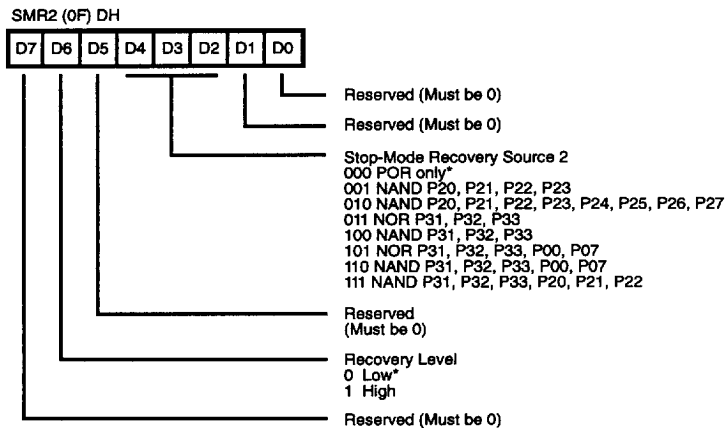 SMR2 (0F) DH
D7 D6 D5 D4 D3 D2 D1 D0
Reserved (Must be 0)
Reserved (Must be 0)
Stop-Mode Recovery Source 2
000 POR only*
001 NAND P20, P21, P22, P23
010 NAND P20, P21, P22, P23, P24, P25, P26, P27
011 NOR P31, P32, P33
100 NAND P31, P32, P33
101 NOR P31, P32, P33, P00, P07
110 NAND P31, P32, P33, P00, P07
111 NAND P31, P32, P33, P20, P21, P22
Reserved
(Must be 0)
Recovery Level
0 Low*
1 High
Reserved (Must be 0)